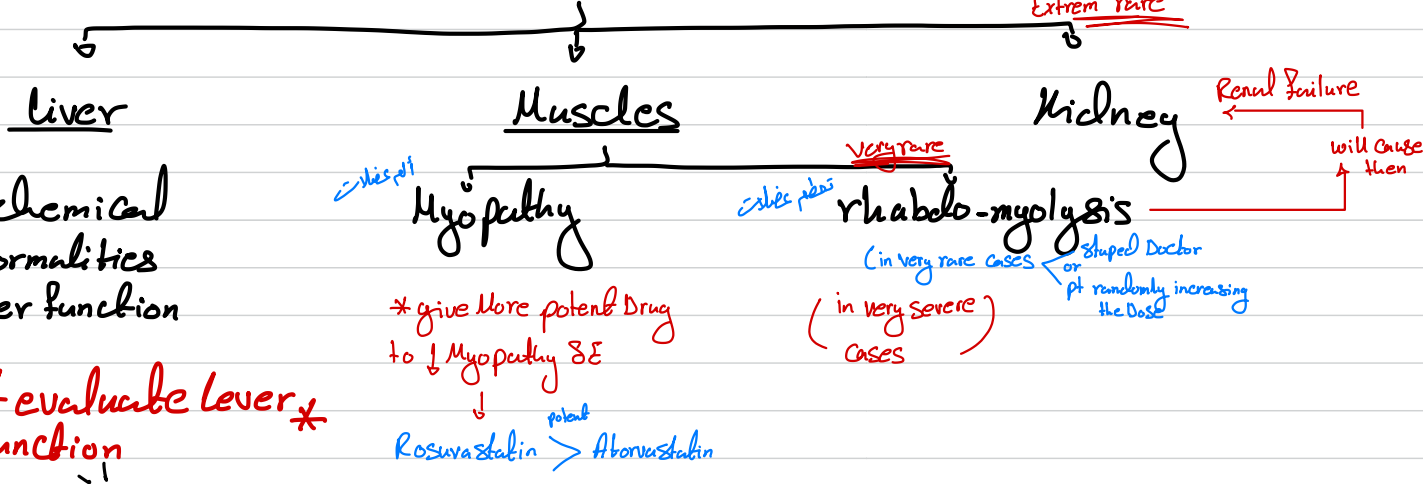 Extrem rare
Liver
Muscles
Kidney
Renal Failure
will cause
then
very rare
ألم عضلات
Myopathy
تحطم عضلات
rhabdo-myolysis
chemical
ormalities
er function
(in very rare cases
staped Doctor
or
pt randomly increasing
the Dose
* give More potent Drug
to ↓ Myopathy SE
(in very severe
cases)
evaluate Lever *
unction
↓
Rosuvastatin > Atorvastatin
potent